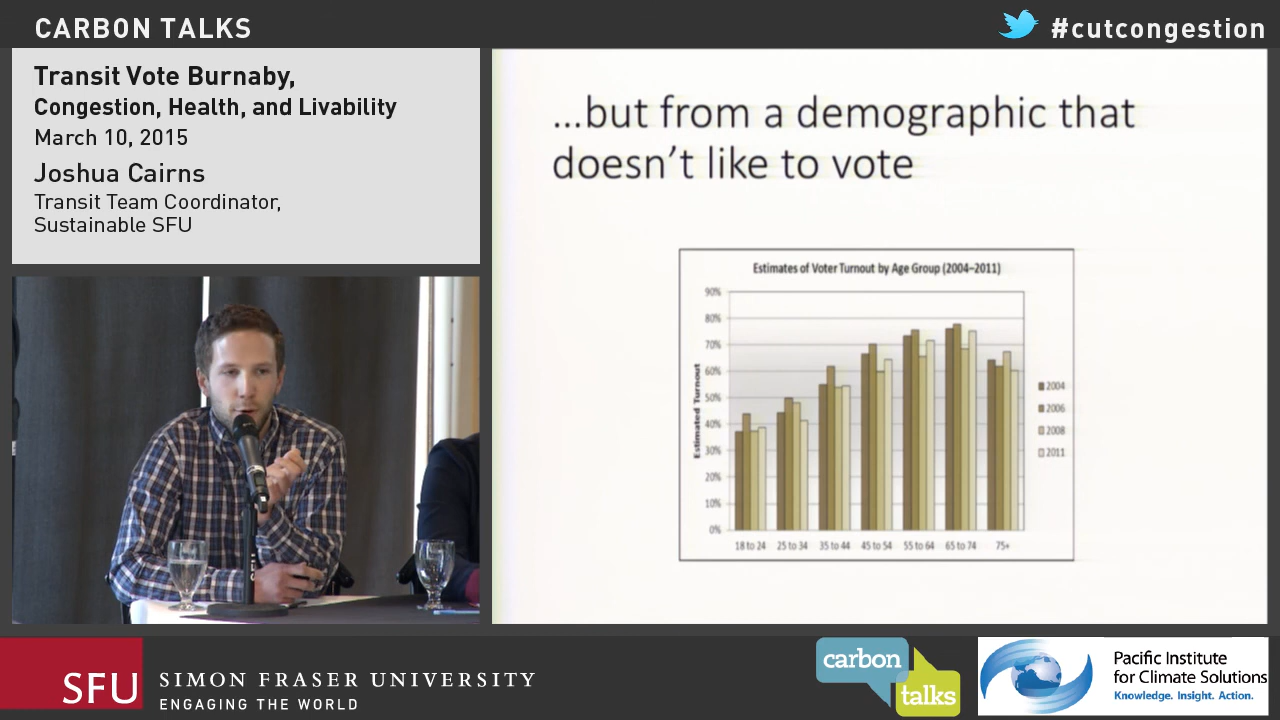 CARBON TALKS
#cutcongestion
Transit Vote Burnaby,
Congestion, Health, and Livability
March 10, 2015
Joshua Cairns
Transit Team Coordinator,
Sustainable SFU
...but from a demographic that
doesn't like to vote
Estimates of Voter Turnout by Age Group (2004–2011)
Estimated Turnout
90%
80%
70%
60%
50%
40%
30%
20%
10%
0%
18 to 24 25 to 34 35 to 44 45 to 54 55 to 64 65 to 74 75+
2004
2006
2008
2011
SFU
SIMON FRASER UNIVERSITY
ENGAGING THE WORLD
carbon
talks
Pacific Institute
for Climate Solutions
Knowledge. Insight. Action.